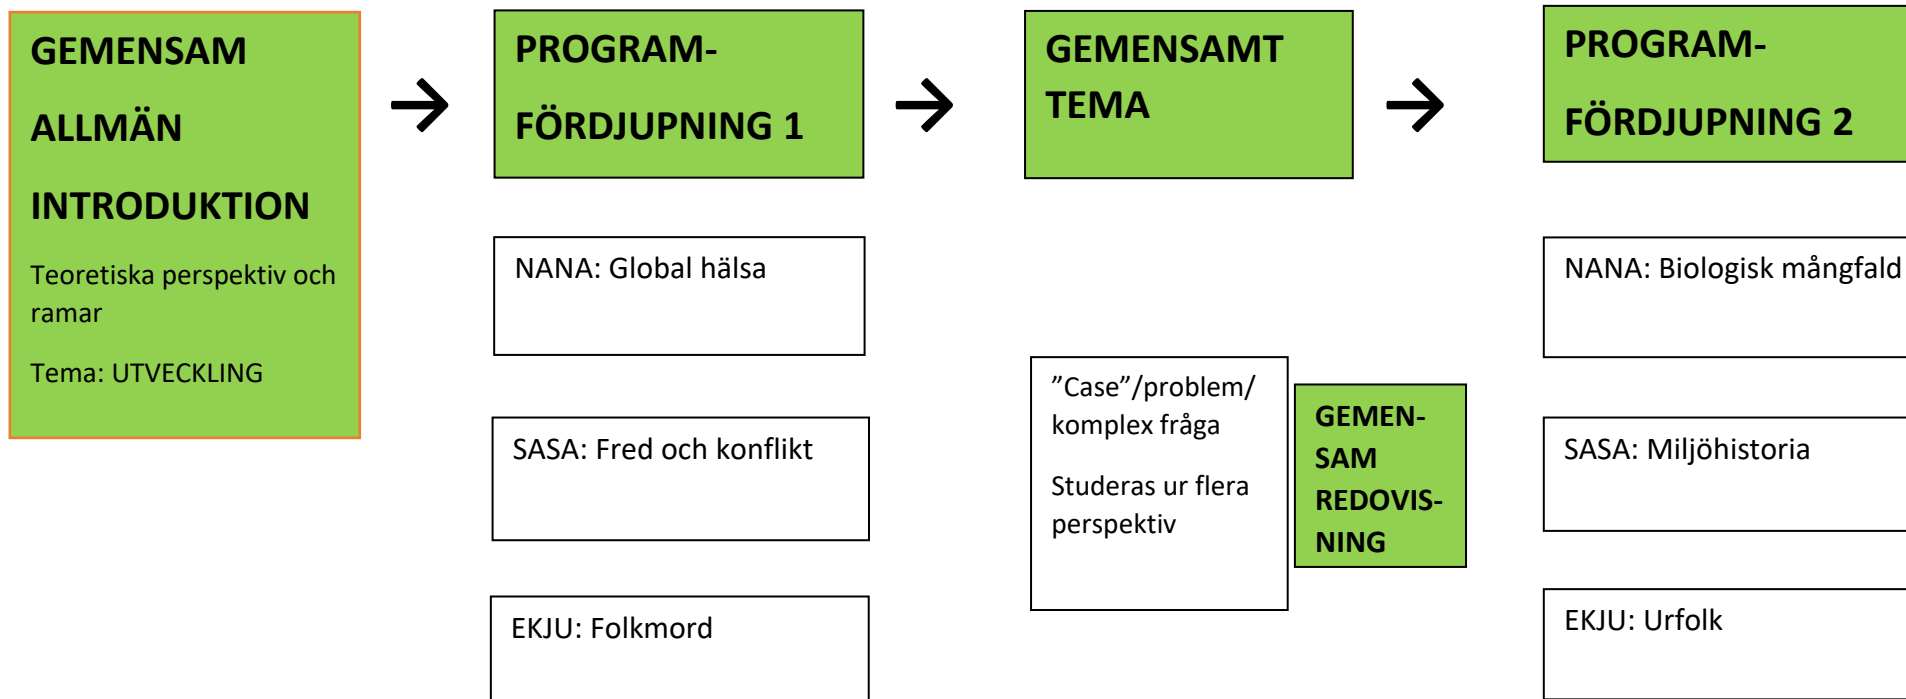 GEMENSAM
ALLMÄN
INTRODUKTION
Teoretiska perspektiv och
ramar
Tema: UTVECKLING
PROGRAM-
FÖRDJUPNING 1
NANA: Global hälsa
SASA: Fred och konflikt
EKJU: Folkmord
GEMENSAMT
TEMA
”Case”/problem/
komplex fråga
Studeras ur flera
perspektiv
GEMEN-
SAM
REDOVIS-
NING
PROGRAM-
FÖRDJUPNING 2
NANA: Biologisk mångfald
SASA: Miljöhistoria
EKJU: Urfolk